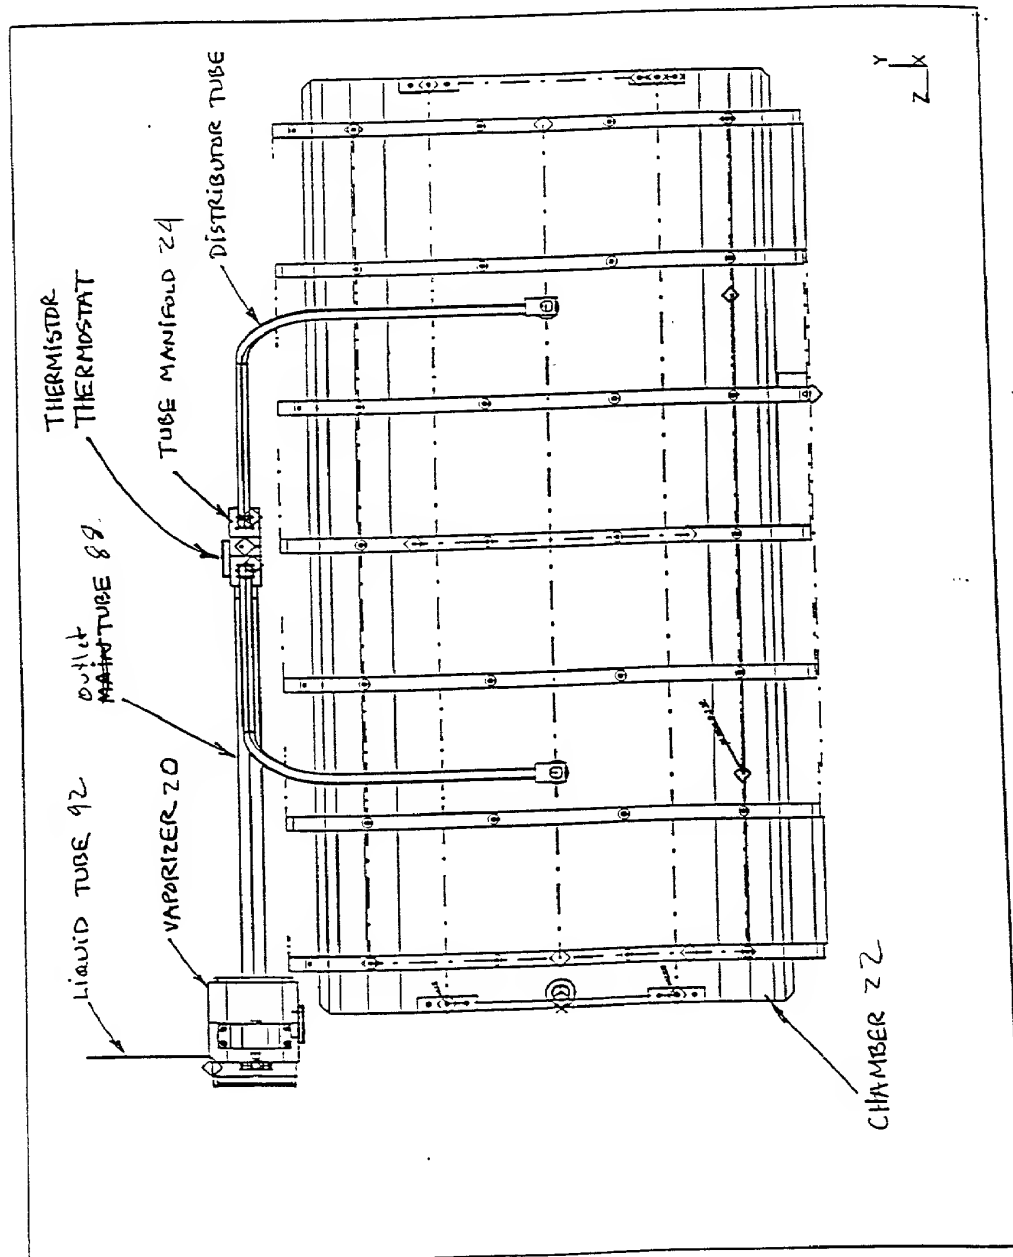 THERMISTOR
THERMOSTAT
LIQUID TUBE 92
outlet
MAIN TUBE 88
VAPORIZER 20
TUBE MANIFOLD 24
DISTRIBUTOR TUBE
CHAMBER 22
Y
Z X